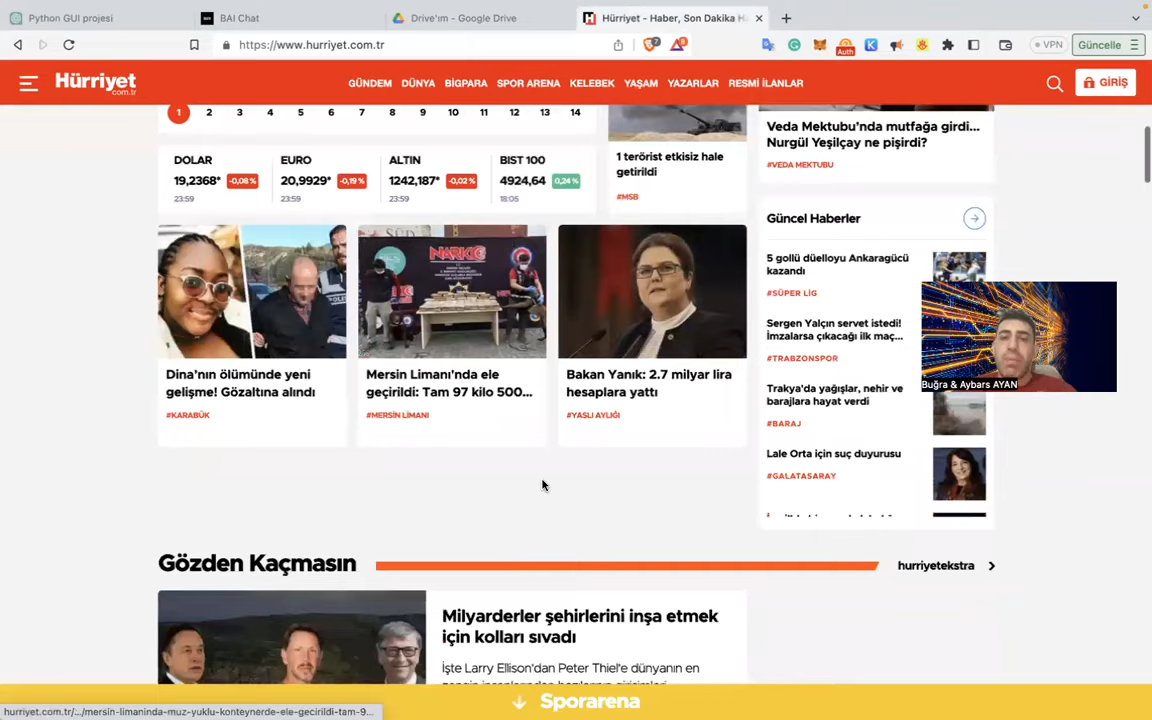 Python GUI projesi
BAI Chat
Drive'ım - Google Drive
Hürriyet - Haber, Son Dakika Ha
https://www.hurriyet.com.tr
7
8
Auth
VPN
Güncelle
Hürriyet
com.tr
GÜNDEM DÜNYA BİGPARA SPOR ARENA KELEBEK YAŞAM YAZARLAR RESMİ İLANLAR
GİRİŞ
1 2 3 4 5 6 7 8 9 10 11 12 13 14
DOLAR
19,2368* -0,08%
23:59
EURO
20,9929* -0,19%
23:59
ALTIN
1242,187* -0,02%
23:59
BIST 100
4924,64 0,24%
18:05
1 terörist etkisiz hale
getirildi
#MSB
Veda Mektubu'nda mutfağa girdi...
Nurgül Yeşilçay ne pişirdi?
#VEDA MEKTUBU
NARKO
Dina'nın ölümünde yeni
gelişme! Gözaltına alındı
#KARABÜK
Mersin Limanı'nda ele
geçirildi: Tam 97 kilo 500...
#MERSİN LİMANI
Bakan Yanık: 2.7 milyar lira
hesaplara yattı
#YAŞLI AYLIĞI
Güncel Haberler
5 gollü düelloyu Ankaragücü
kazandı
#SÜPER LİG
Sergen Yalçın servet istedi!
İmzalarsa çıkacağı ilk maç...
#TRABZONSPOR
Trakya'da yağışlar, nehir ve
barajlara hayat verdi
#BARAJ
Lale Orta için suç duyurusu
#GALATASARAY
Buğra & Aybars AYAN
Gözden Kaçmasın
hurriyetekstra
Milyarderler şehirlerini inşa etmek
için kolları sıvadı
İşte Larry Ellison'dan Peter Thiel'e dünyanın en
Sporarena
hurriyet.com.tr/.../mersin-limaninda-muz-yuklu-konteynerde-ele-gecirildi-tam-9...